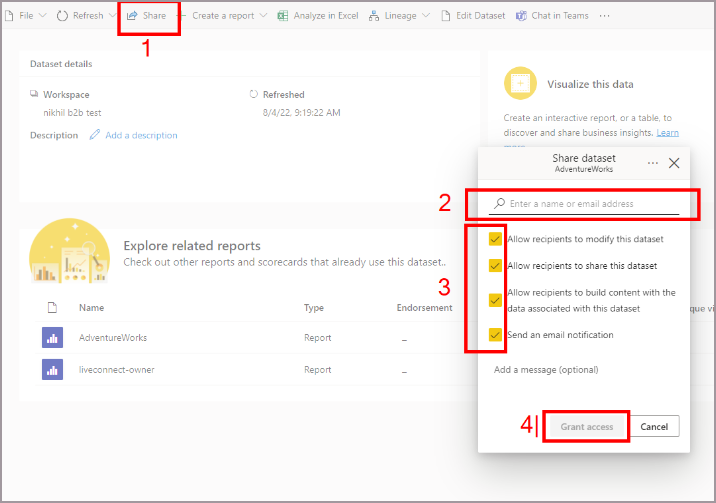 File Refresh Share Create a report Analyze in Excel Lineage Edit Dataset Chat in Teams ...
1
Dataset details
Workspace Refreshed
nikhil b2b test 8/4/22, 9:19:22 AM
Description Add a description
Visualize this data
Create an interactive report, or a table, to
discover and share business insights. Learn
more
Share dataset
AdventureWorks
2
Enter a name or email address
3
Allow recipients to modify this dataset
Allow recipients to share this dataset
Allow recipients to build content with the
data associated with this dataset
Send an email notification
Add a message (optional)
4
Grant access Cancel
Explore related reports
Check out other reports and scorecards that already use this dataset..
Name Type Endorsement
AdventureWorks Report –
liveconnect-owner Report –